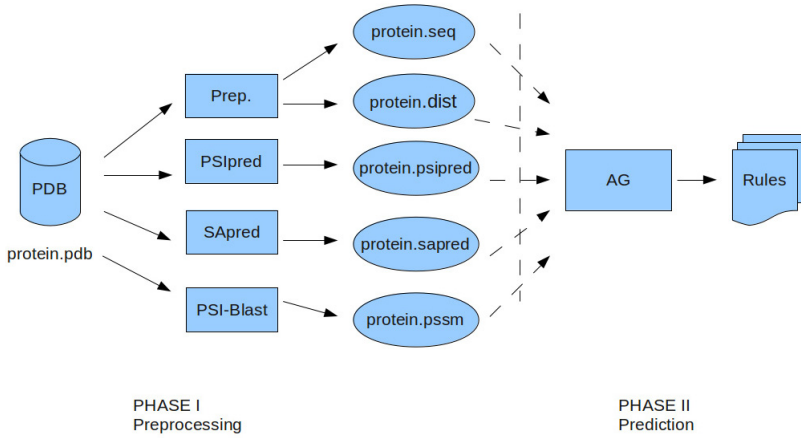 protein.seq
Prep.
protein.dist
PSIpred
protein.psipred
PDB
AG
Rules
SApred
protein.sapred
protein.pdb
PSI-Blast
protein.pssm
PHASE I
Preprocessing
PHASE II
Prediction